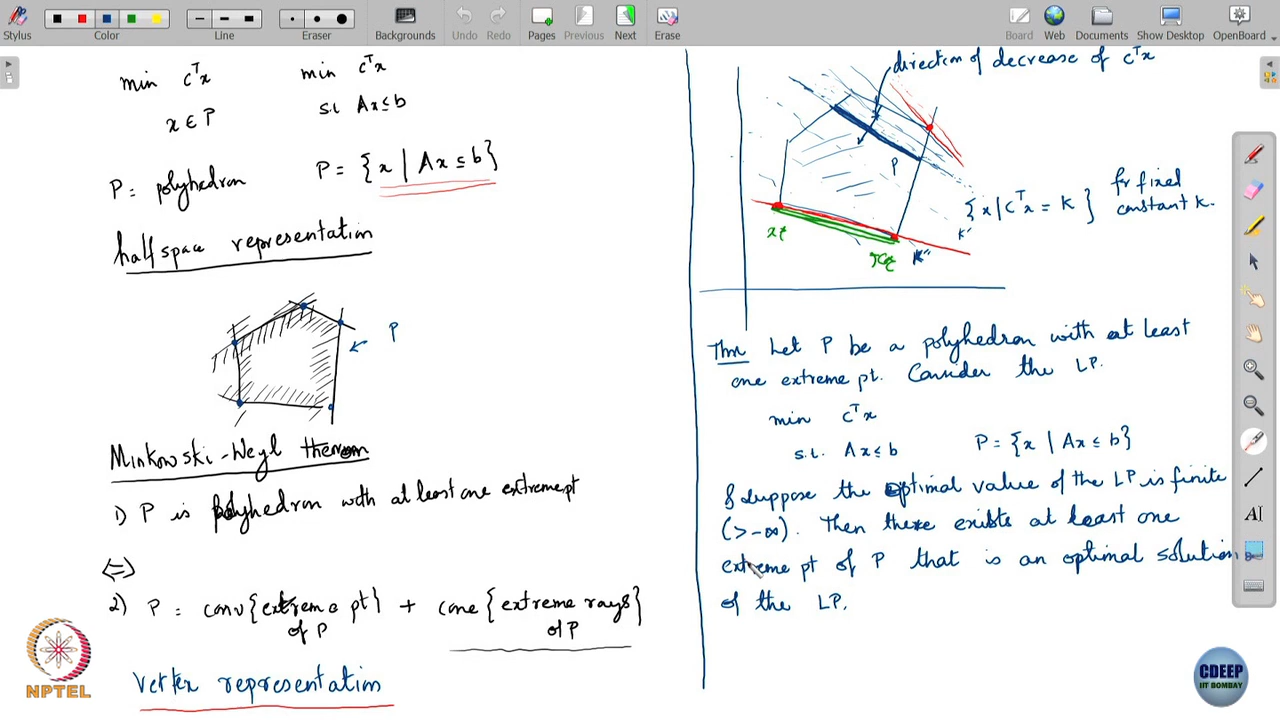 Stylus
Color
Line
Eraser
Backgrounds
Undo
Redo
Pages
Previous
Next
Erase
Board
Web
Documents
Show Desktop
OpenBoard
min cᵀx
x ∈ P
min cᵀx
s.t. Ax ≤ b
P = polyhedron
P = {x | Ax ≤ b}
halfspace representation
P
Minkowski-Weyl theorem
1) P is Polyhedron with at least one extreme pt
⇔
2) P = conv{extreme pt} + cone{extreme rays}
of P
of P
Vertex representation
NPTEL
direction of decrease of cᵀx
P
{x | cᵀx = k} for fixed
constant k.
k'
k"
x*
Thm Let P be a polyhedron with at least
one extreme pt. Consider the LP.
min cᵀx
s.t. Ax ≤ b P = {x | Ax ≤ b}
& suppose the optimal value of the LP is finite
(> -∞). Then there exists at least one
extreme pt of P that is an optimal solution
of the LP.
AI
CDEEP
IIT BOMBAY